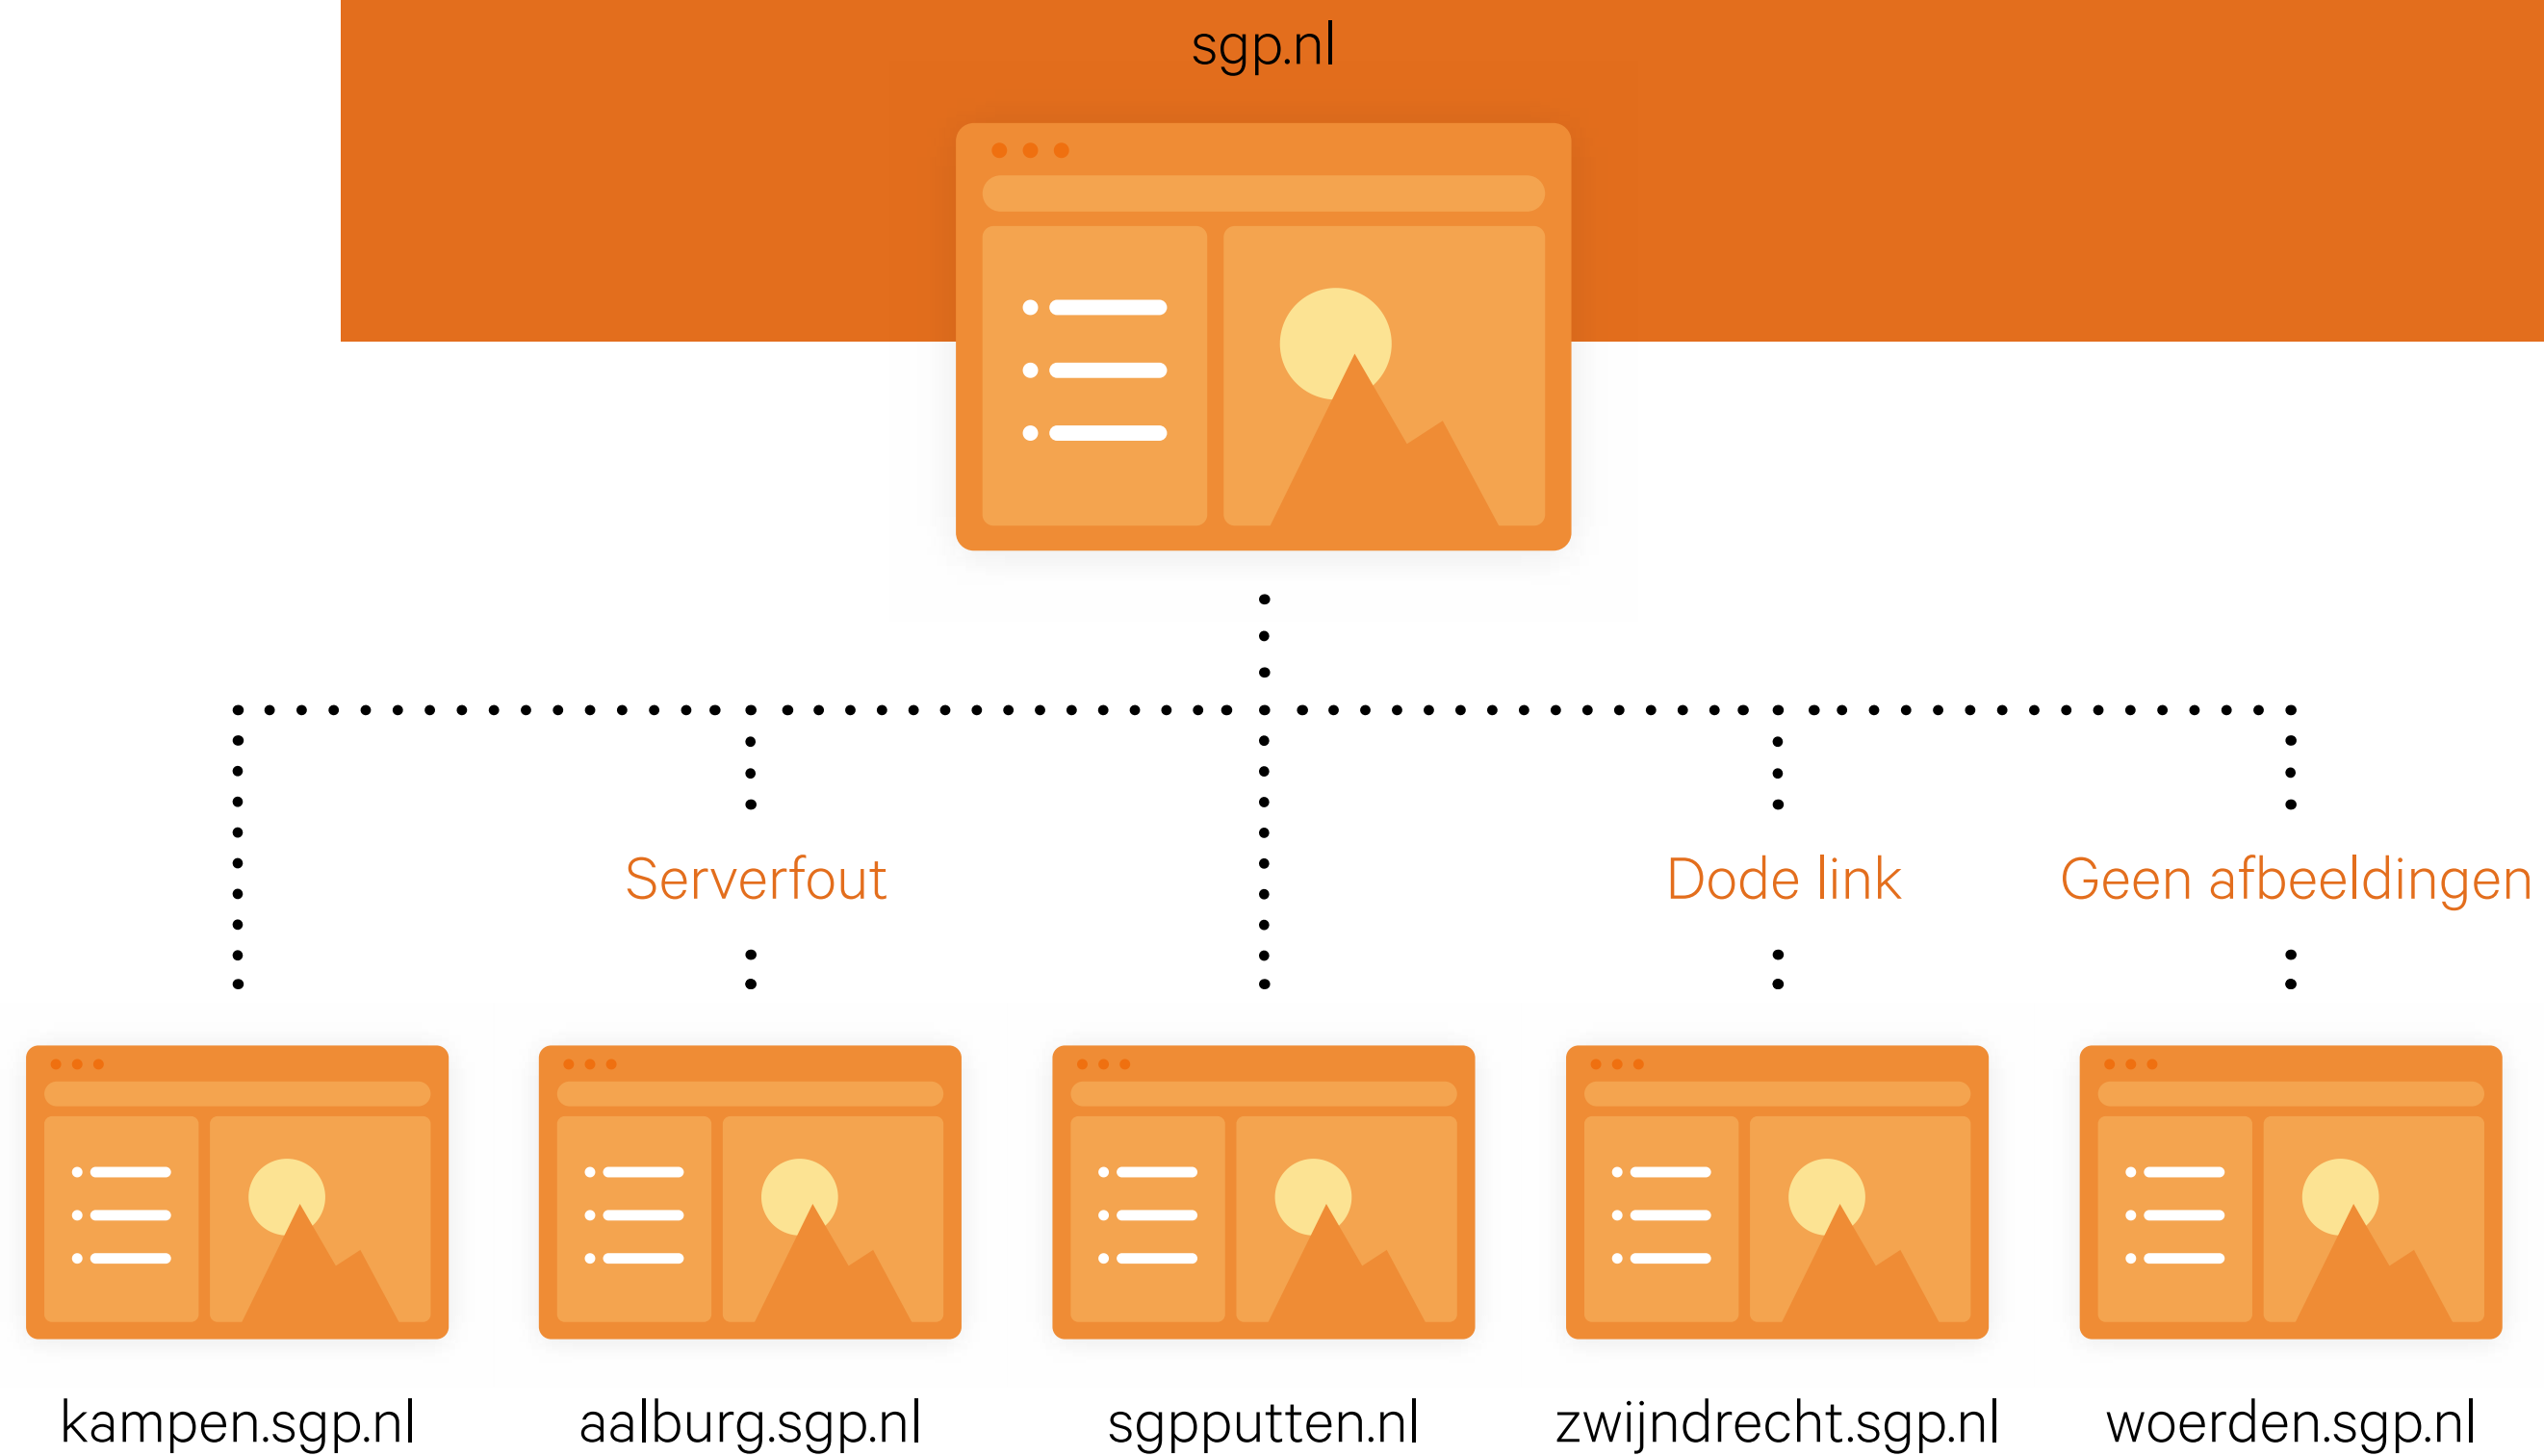 sgp.nl
Serverfout
Dode link
Geen afbeeldingen
kampen.sgp.nl
aalburg.sgp.nl
sgpputten.nl
zwijndrecht.sgp.nl
woerden.sgp.nl